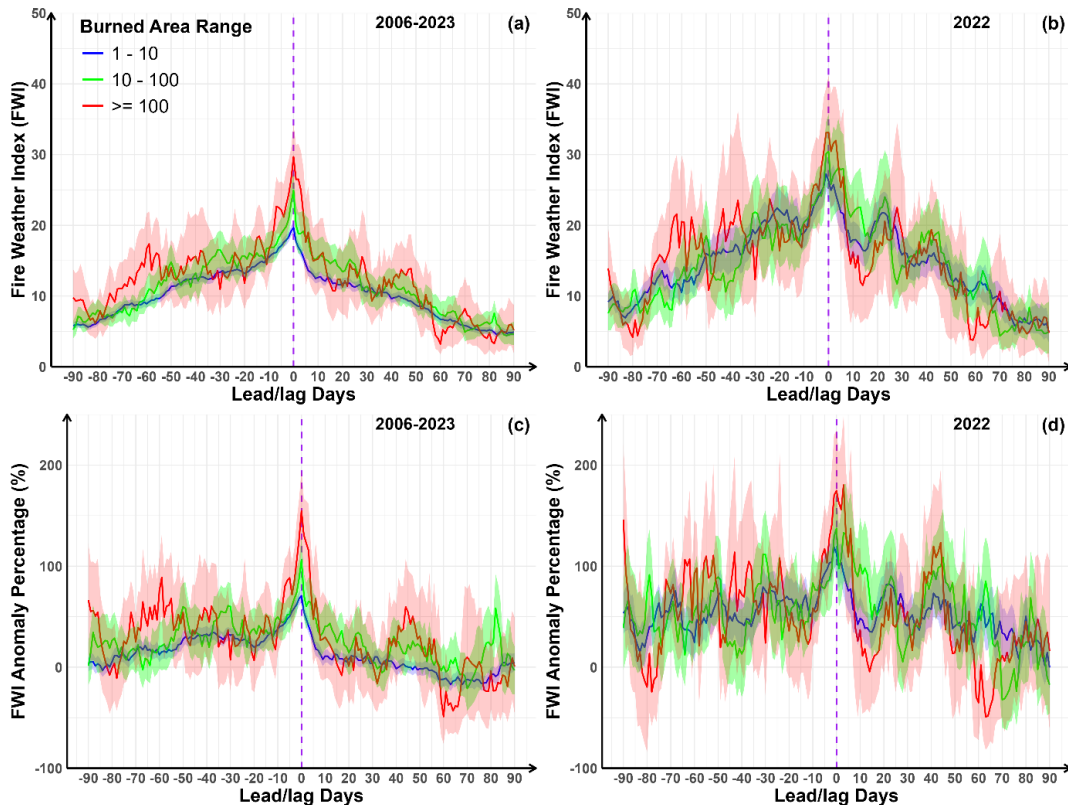 2006-2023 (a)
Burned Area Range
1 - 10
10 - 100
>= 100
Fire Weather Index (FWI)
50
40
30
20
10
0
-90 -80 -70 -60 -50 -40 -30 -20 -10 0 10 20 30 40 50 60 70 80 90
Lead/lag Days
2022 (b)
Fire Weather Index (FWI)
50
40
30
20
10
0
-90 -80 -70 -60 -50 -40 -30 -20 -10 0 10 20 30 40 50 60 70 80 90
Lead/lag Days
2006-2023 (c)
FWI Anomaly Percentage (%)
200
100
0
-100
-90 -80 -70 -60 -50 -40 -30 -20 -10 0 10 20 30 40 50 60 70 80 90
Lead/lag Days
2022 (d)
FWI Anomaly Percentage (%)
200
100
0
-100
-90 -80 -70 -60 -50 -40 -30 -20 -10 0 10 20 30 40 50 60 70 80 90
Lead/lag Days